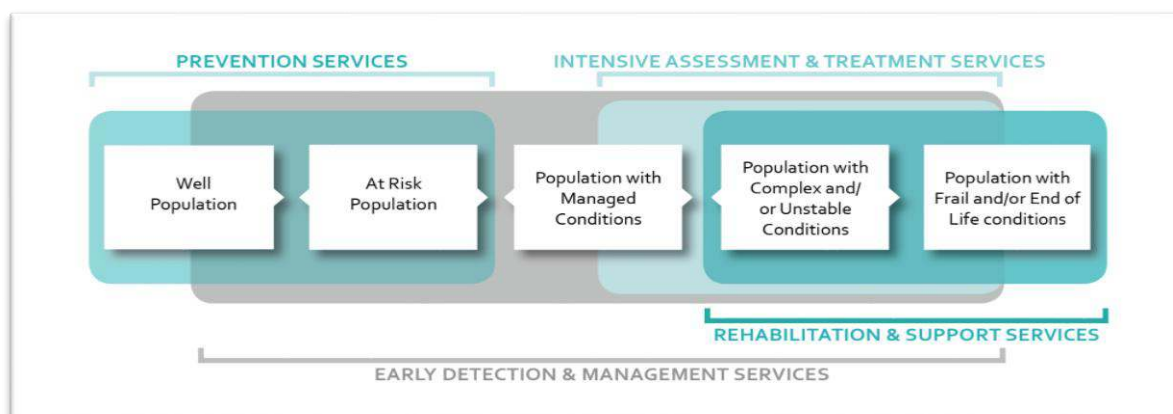 PREVENTION SERVICES
INTENSIVE ASSESSMENT & TREATMENT SERVICES
Well
Population
At Risk
Population
Population with
Managed
Conditions
Population with
Complex and/
or Unstable
Conditions
Population with
Frail and/or End of
Life conditions
REHABILITATION & SUPPORT SERVICES
EARLY DETECTION & MANAGEMENT SERVICES